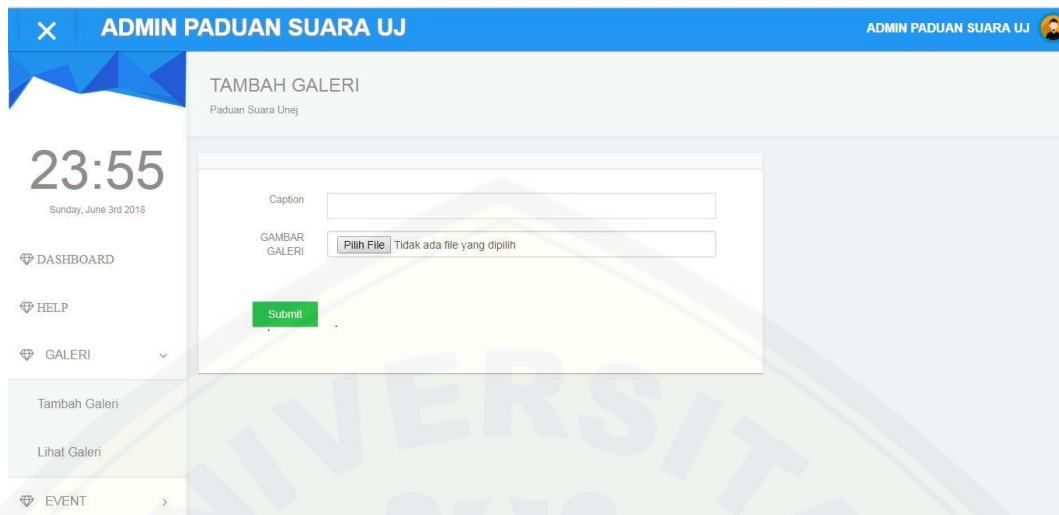 ADMIN PADUAN SUARA UJ
ADMIN PADUAN SUARA UJ
TAMBAH GALERI
Paduan Suara Unej
23:55
Sunday, June 3rd 2018
DASHBOARD
HELP
GALERI
Tambah Galeri
Lihat Galeri
EVENT
Caption
GAMBAR
GALERI
Pilih File Tidak ada file yang dipilih
Submit